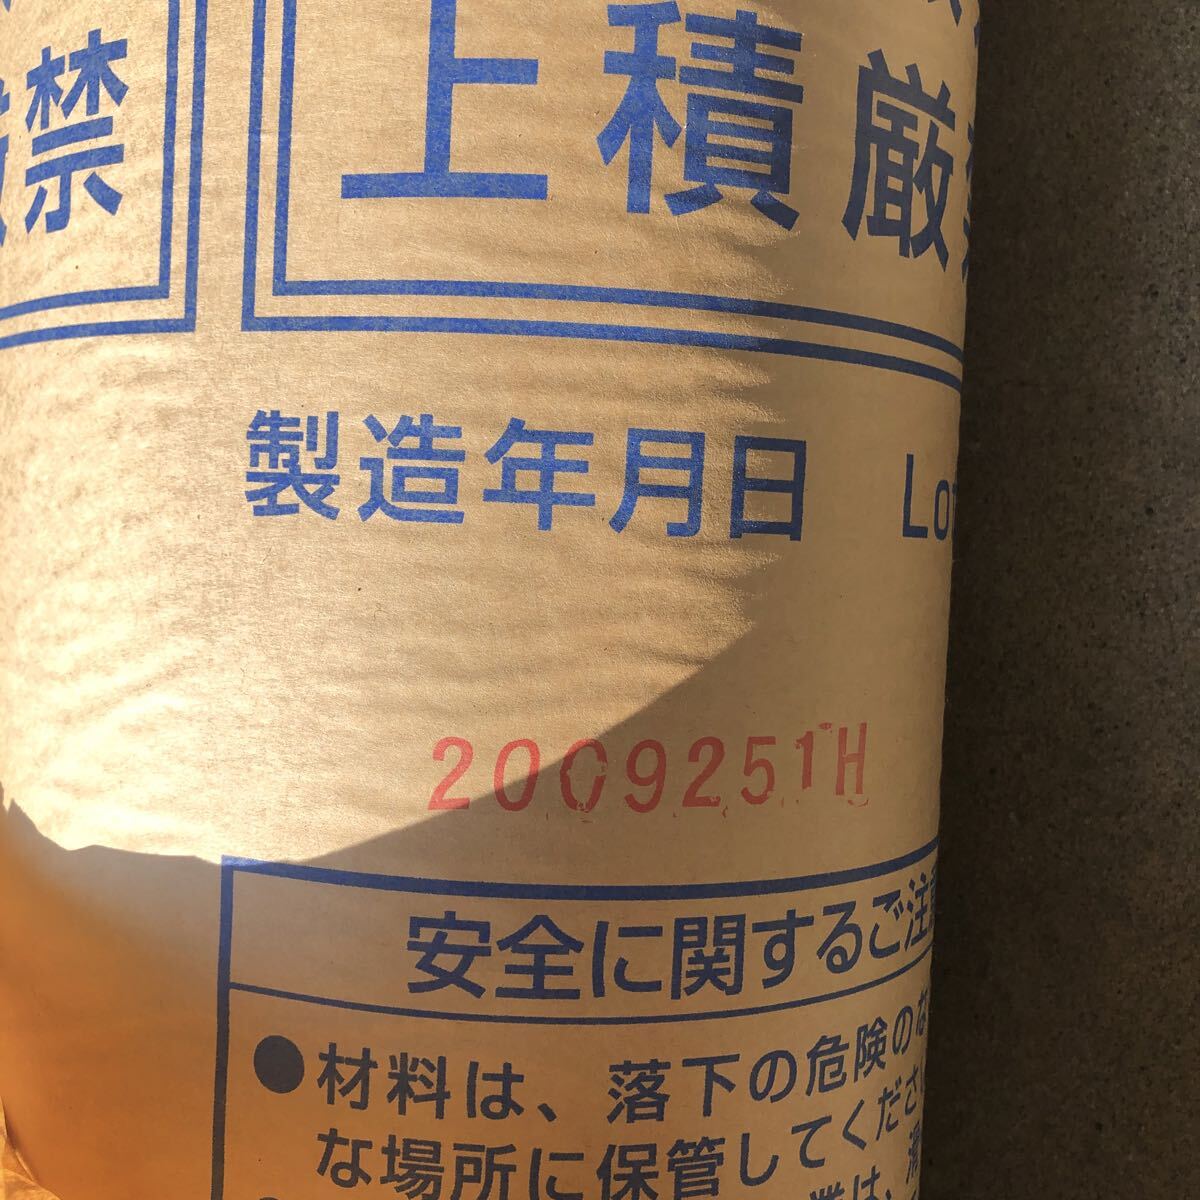 禁
上積厳
製造年月日 Lot
2009251H
安全に関するご注
●材料は、落下の危険のな
な場所に保管してくださ